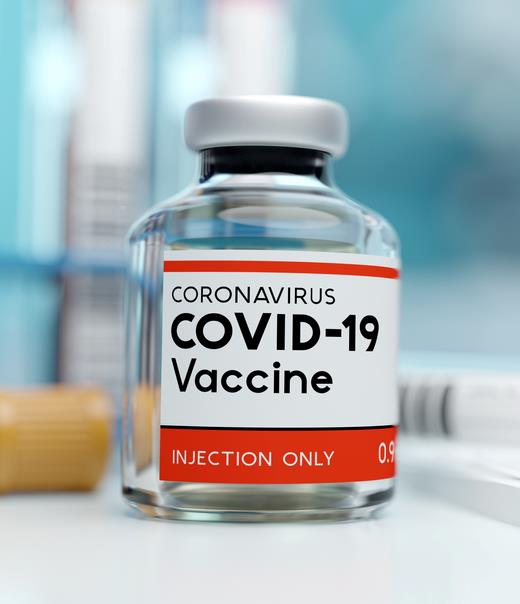 CORONAVIRUS
COVID-19
Vaccine
INJECTION ONLY